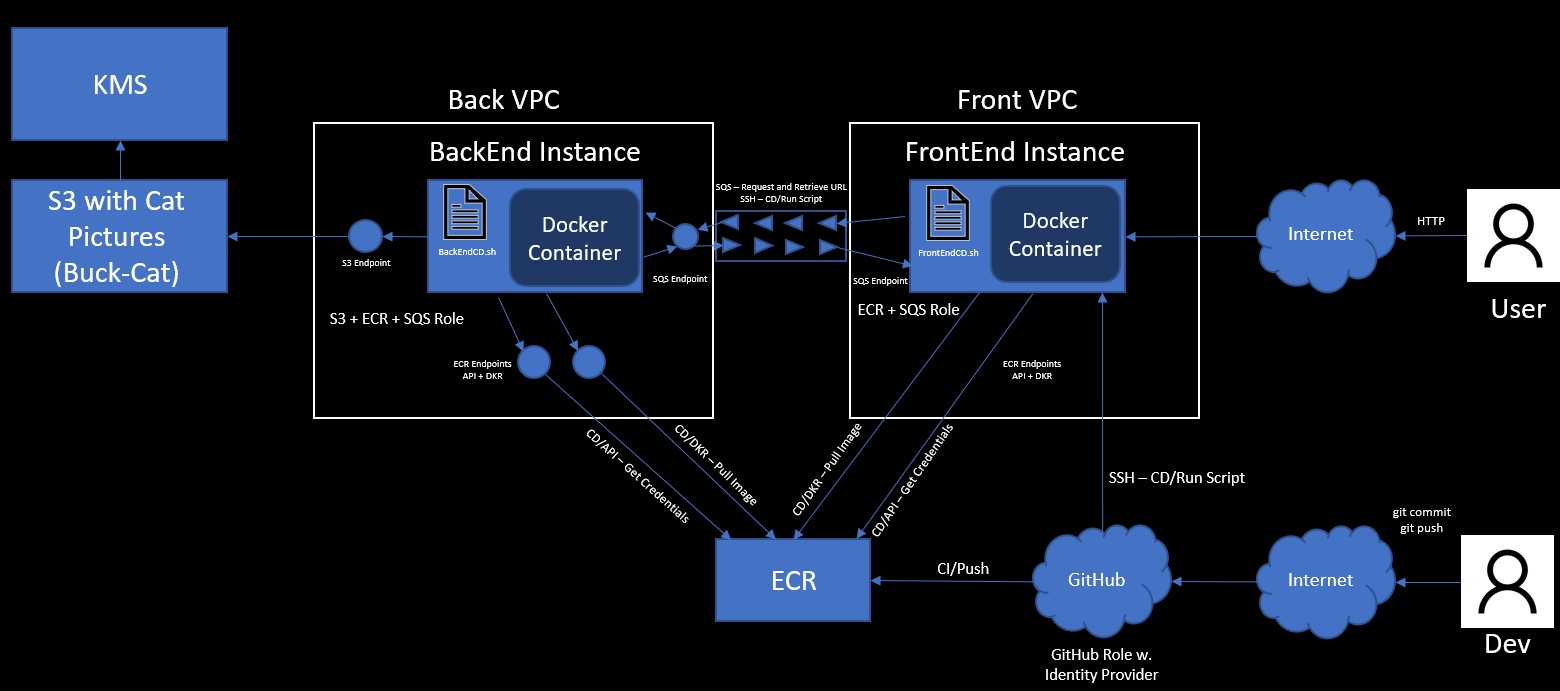 KMS
S3 with Cat
Pictures
(Buck-Cat)
Back VPC
BackEnd Instance
BackEndCD.sh
Docker
Container
S3 Endpoint
S3 + ECR + SQS Role
ECR Endpoints
API + DKR
SQS Endpoint
SQS – Request and Retrieve URL
SSH – CD/Run Script
Front VPC
FrontEnd Instance
FrontEndCD.sh
Docker
Container
SQS Endpoint
ECR + SQS Role
ECR Endpoints
API + DKR
Internet
HTTP
User
CD/API – Get Credentials
CD/DKR – Pull Image
CD/DKR – Pull Image
CD/API – Get Credentials
SSH – CD/Run Script
ECR
CI/Push
GitHub
GitHub Role w.
Identity Provider
Internet
git commit
git push
Dev